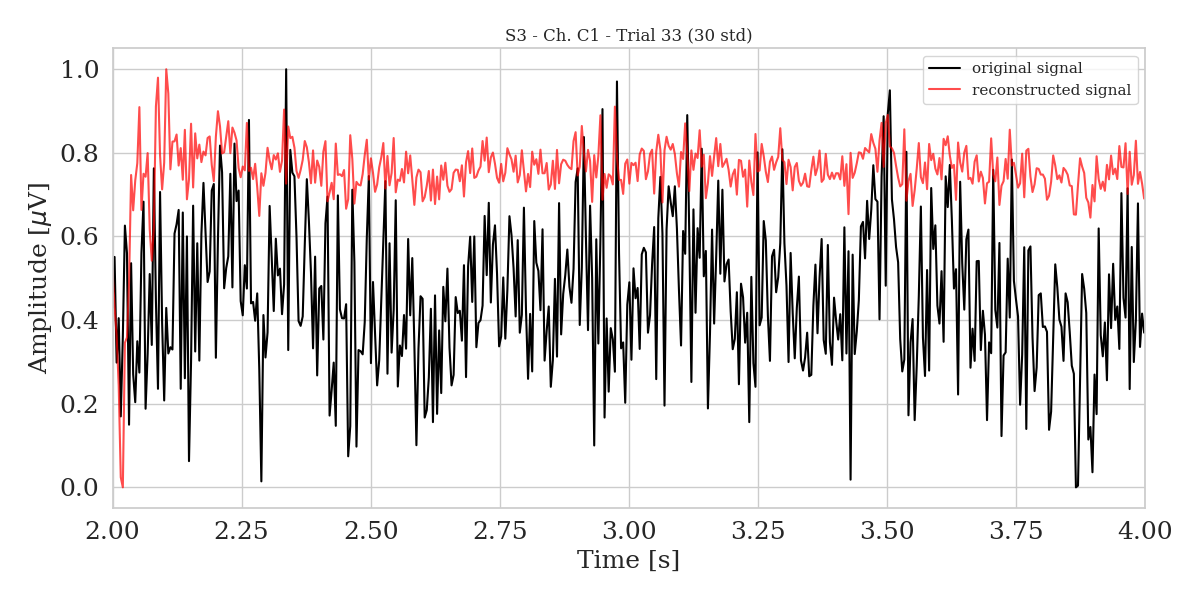 S3 - Ch. C1 - Trial 33 (30 std)
original signal
reconstructed signal
Amplitude [μV]
1.0
0.8
0.6
0.4
0.2
0.0
2.00 2.25 2.50 2.75 3.00 3.25 3.50 3.75 4.00
Time [s]